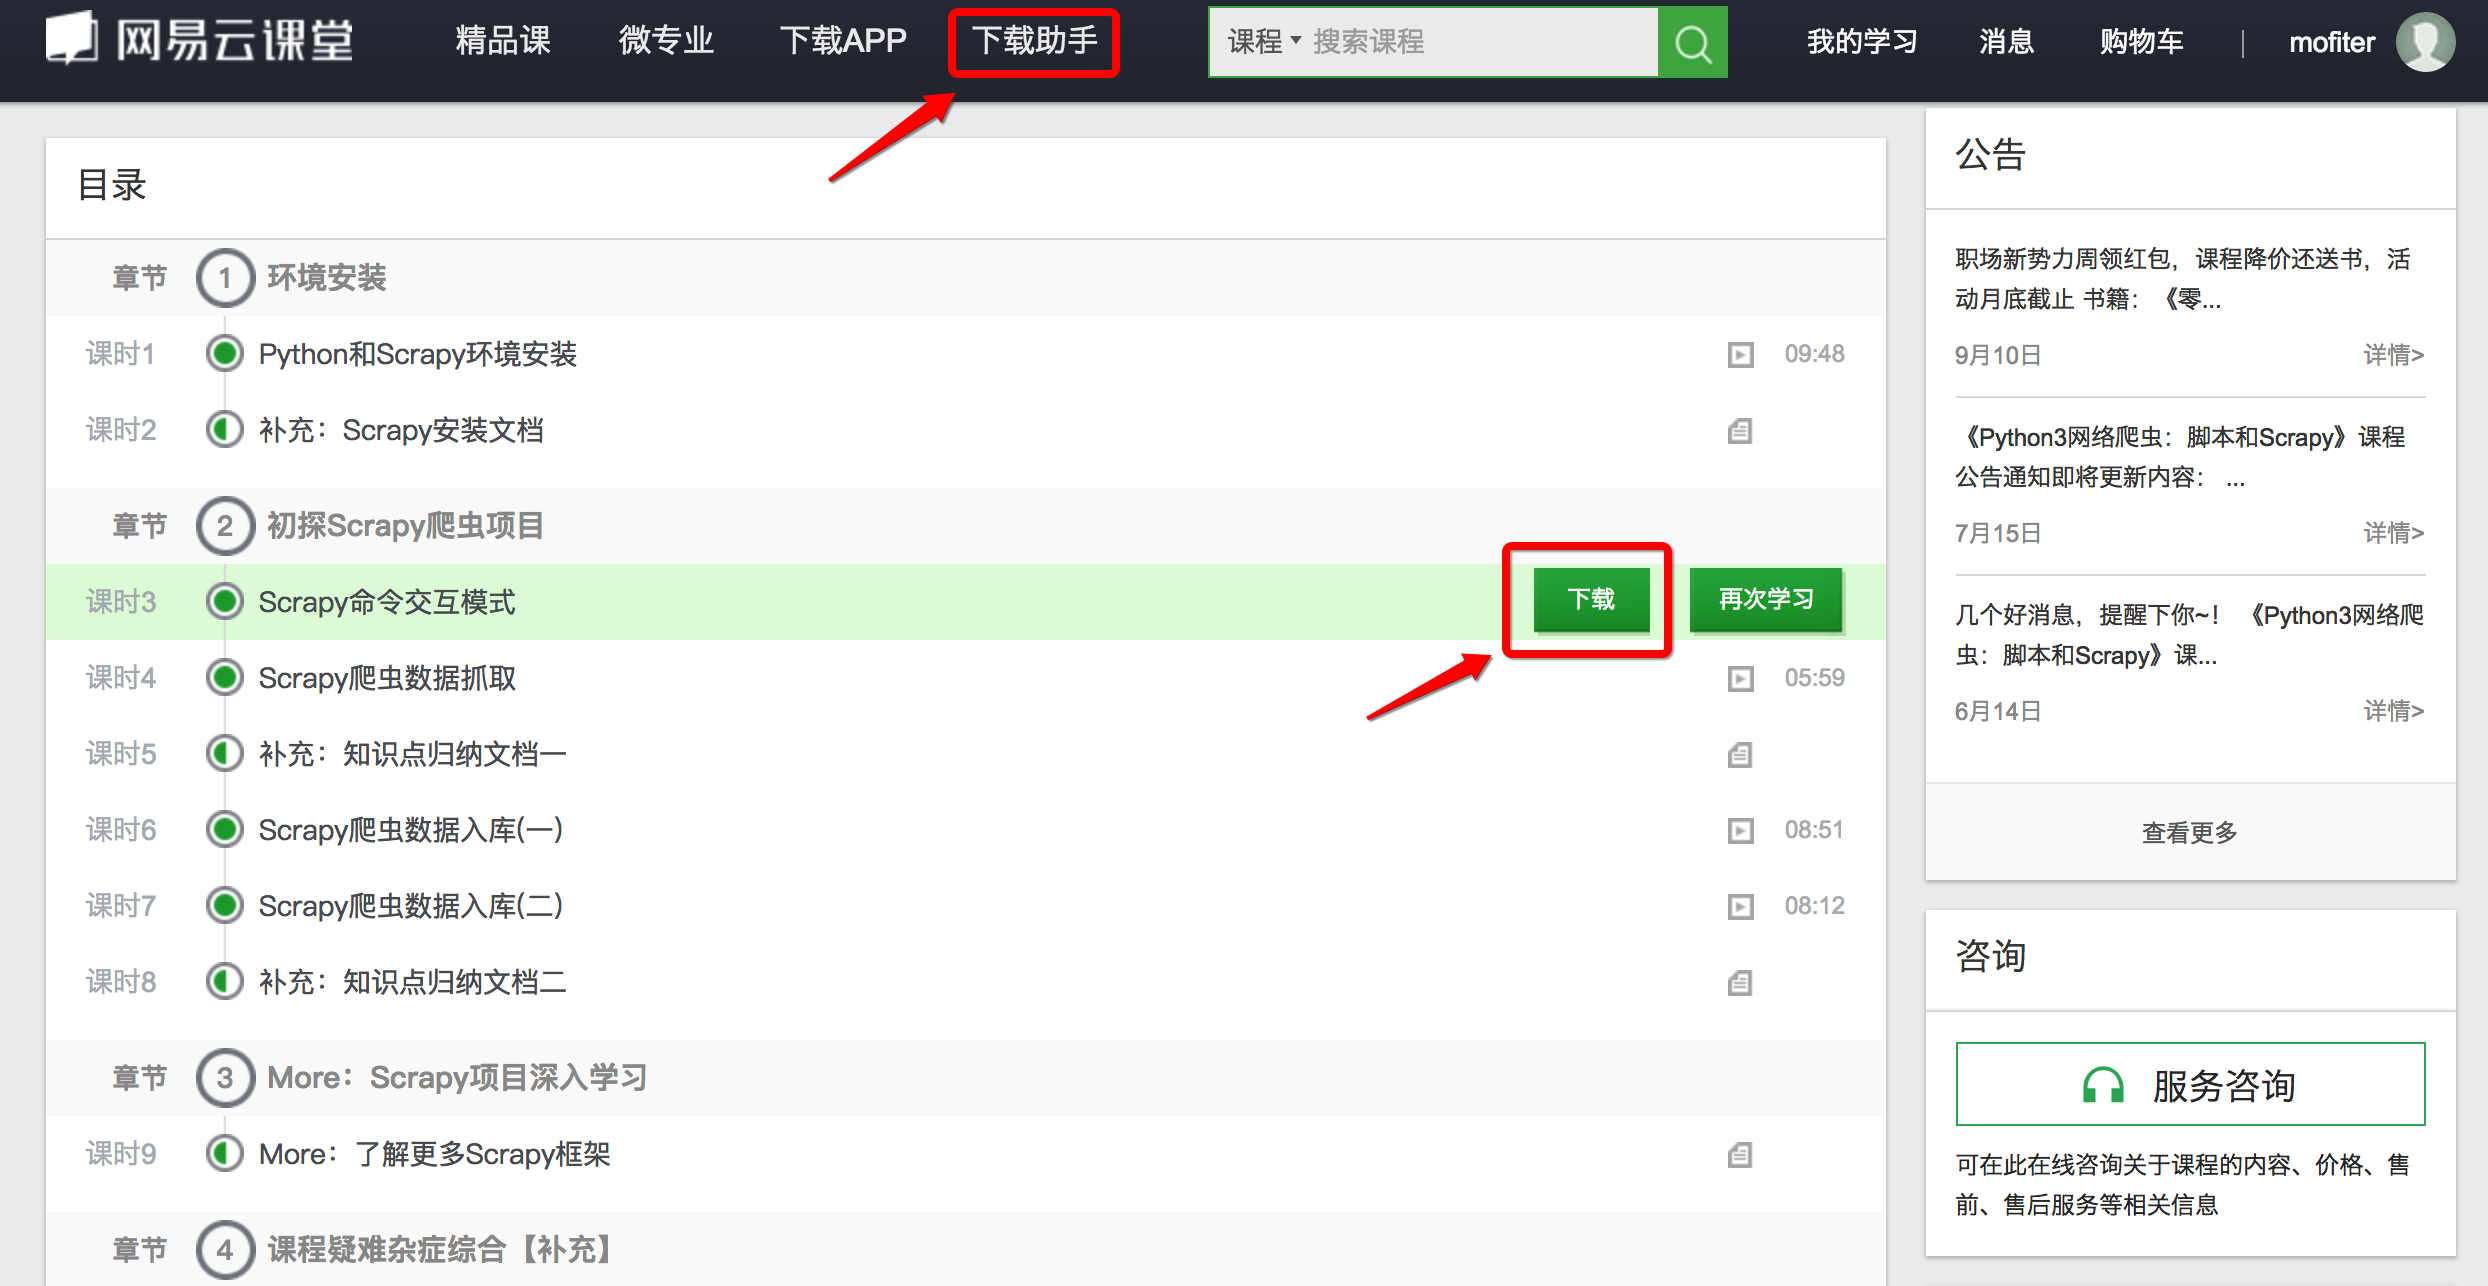 网易云课堂 精品课 微专业 下载APP 下载助手 课程 搜索课程 我的学习 消息 购物车 | mofiter
目录
章节 1 环境安装
课时1 Python和Scrapy环境安装 09:48
课时2 补充：Scrapy安装文档
章节 2 初探Scrapy爬虫项目
课时3 Scrapy命令交互模式 下载 再次学习
课时4 Scrapy爬虫数据抓取 05:59
课时5 补充：知识点归纳文档一
课时6 Scrapy爬虫数据入库(一) 08:51
课时7 Scrapy爬虫数据入库(二) 08:12
课时8 补充：知识点归纳文档二
章节 3 More：Scrapy项目深入学习
课时9 More：了解更多Scrapy框架
章节 4 课程疑难杂症综合【补充】
公告
职场新势力周领红包，课程降价还送书，活
动月底截止 书籍：《零...
9月10日 详情>
《Python3网络爬虫：脚本和Scrapy》课程
公告通知即将更新内容： ...
7月15日 详情>
几个好消息，提醒下你~！《Python3网络爬
虫：脚本和Scrapy》课...
6月14日 详情>
查看更多
咨询
服务咨询
可在此在线咨询关于课程的内容、价格、售
前、售后服务等相关信息